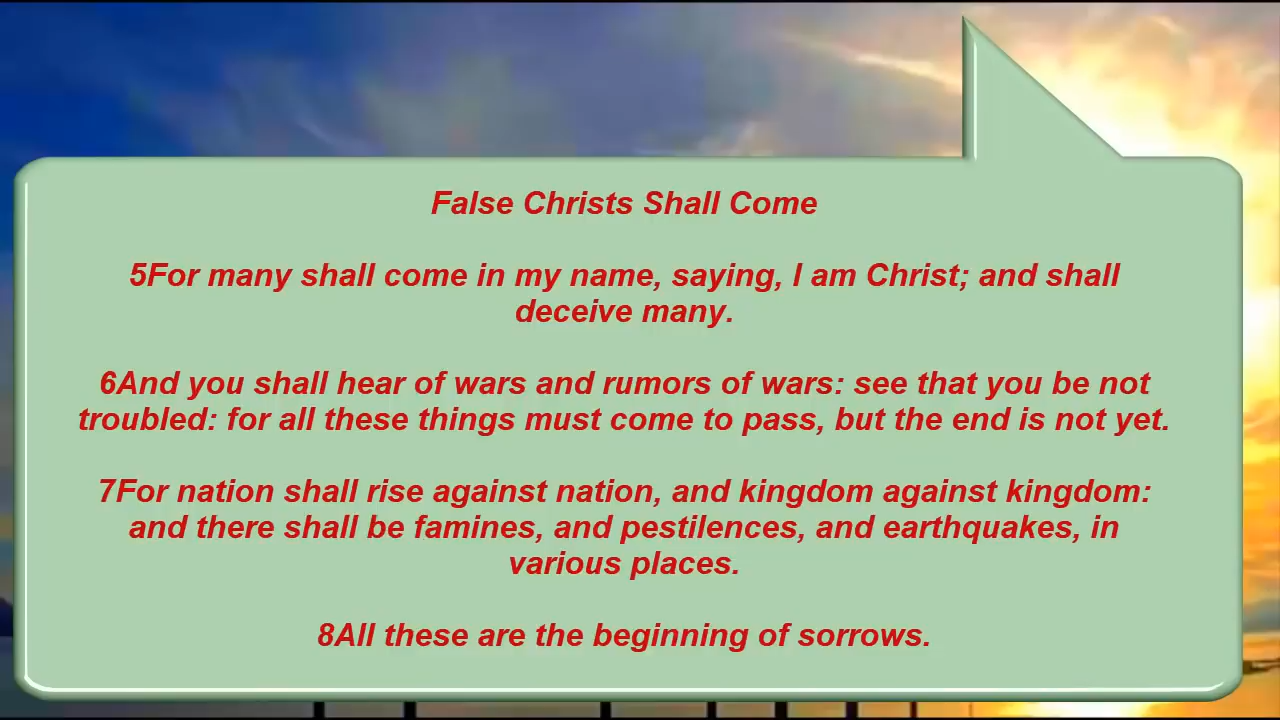 False Christs Shall Come
5For many shall come in my name, saying, I am Christ; and shall
deceive many.
6And you shall hear of wars and rumors of wars: see that you be not
troubled: for all these things must come to pass, but the end is not yet.
7For nation shall rise against nation, and kingdom against kingdom:
and there shall be famines, and pestilences, and earthquakes, in
various places.
8All these are the beginning of sorrows.